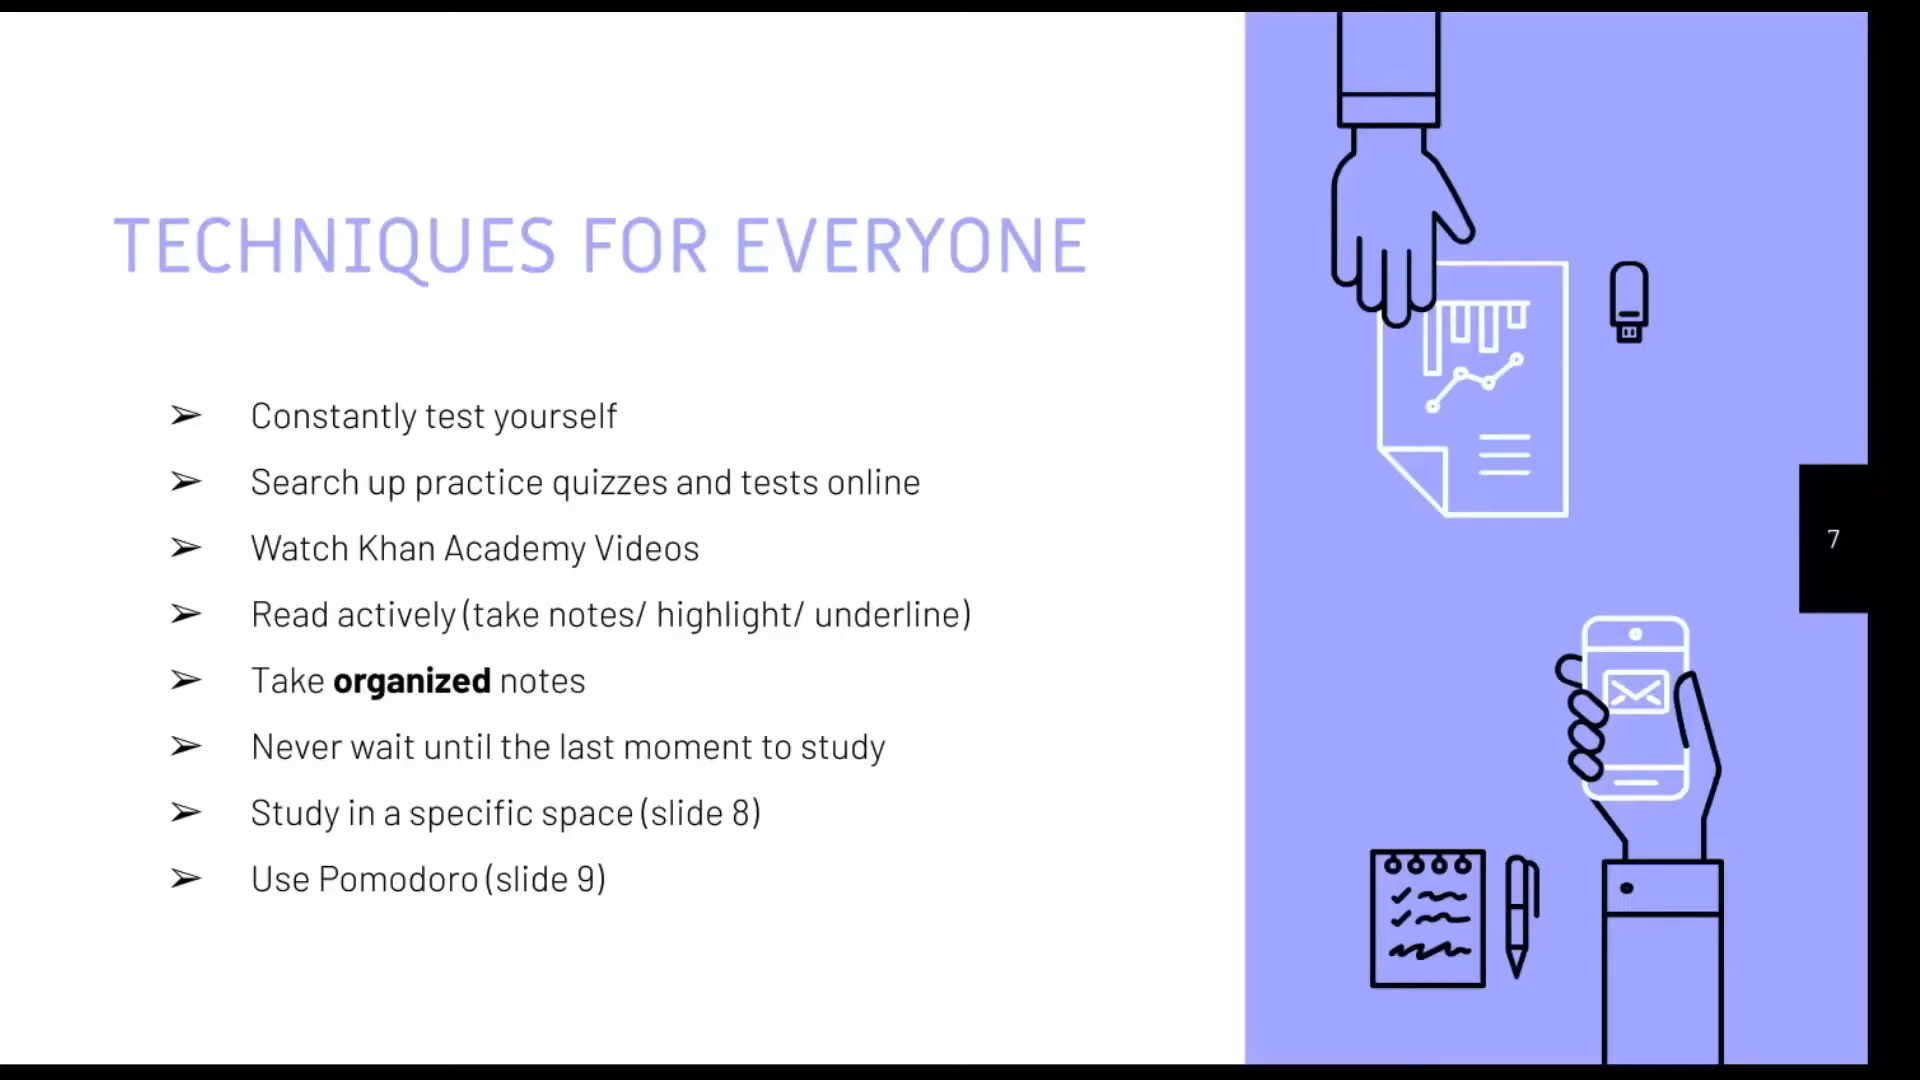 TECHNIQUES FOR EVERYONE
➢ Constantly test yourself
➢ Search up practice quizzes and tests online
➢ Watch Khan Academy Videos
➢ Read actively (take notes/ highlight/ underline)
➢ Take organized notes
➢ Never wait until the last moment to study
➢ Study in a specific space (slide 8)
➢ Use Pomodoro (slide 9)
7